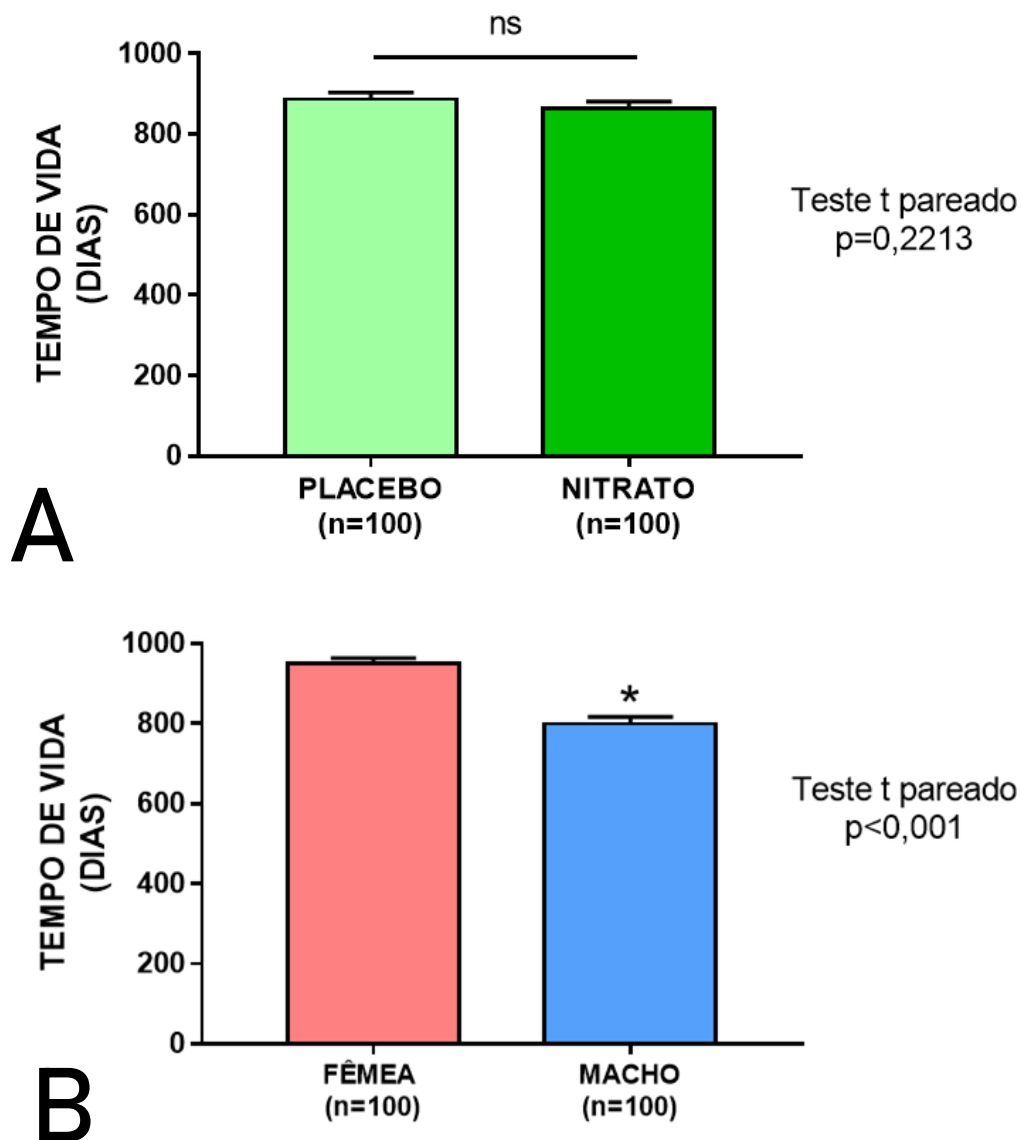 ns
1000
800
600
400
200
0
TEMPO DE VIDA
(DIAS)
PLACEBO
(n=100)
NITRATO
(n=100)
Teste t pareado
p=0,2213
A
1000
800
600
400
200
0
TEMPO DE VIDA
(DIAS)
*
FÊMEA
(n=100)
MACHO
(n=100)
Teste t pareado
p<0,001
B